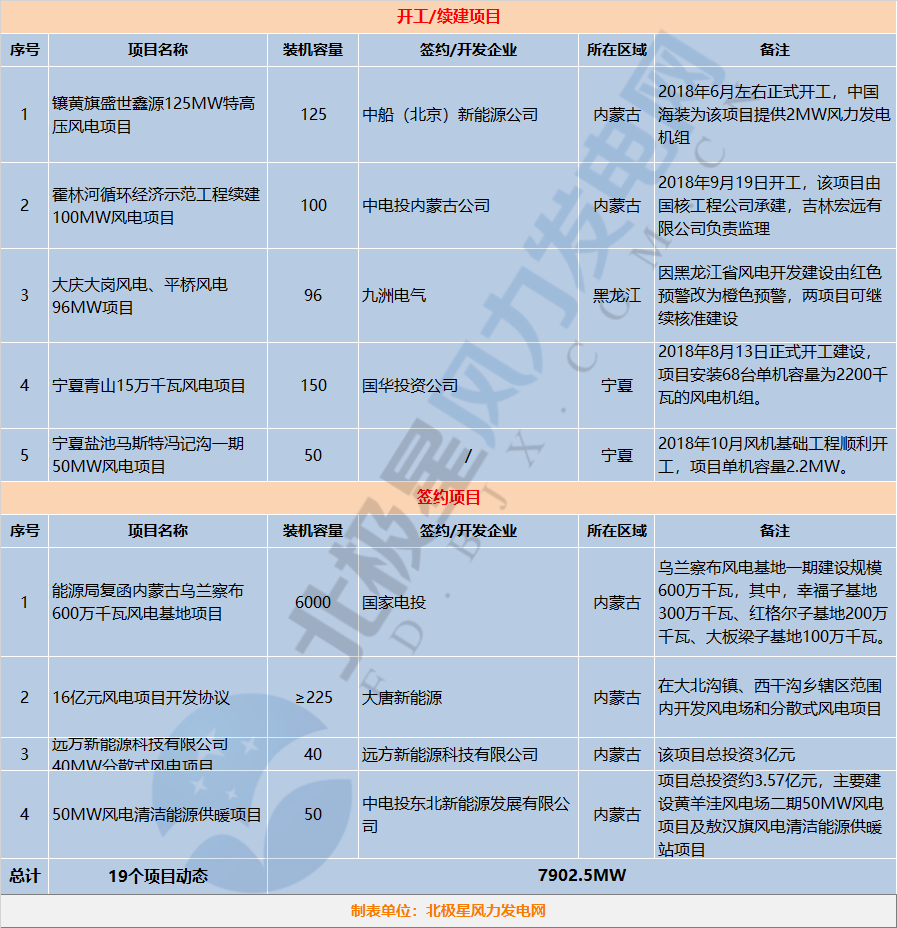 开工/续建项目
序号 项目名称 装机容量 签约/开发企业 所在区域 备注
1 镶黄旗盛世鑫源125MW特高
压风电项目 125 中船（北京）新能源公司 内蒙古 2018年6月左右正式开工，中国
海装为该项目提供2MW风力发电
机组
2 霍林河循环经济示范工程续建
100MW风电项目 100 中电投内蒙古公司 内蒙古 2018年9月19日开工，该项目由
国核工程公司承建，吉林宏远有
限公司负责监理
3 大庆大岗风电、平桥风电
96MW项目 96 九洲电气 黑龙江 因黑龙江省风电开发建设由红色
预警改为橙色预警，两项目可继
续核准建设
4 宁夏青山15万千瓦风电项目 150 国华投资公司 宁夏 2018年8月13日正式开工建设，
项目安装68台单机容量为2200千
瓦的风电机组。
5 宁夏盐池马斯特冯记沟一期
50MW风电项目 50 / 宁夏 2018年10月风机基础工程顺利开
工，项目单机容量2.2MW。
签约项目
序号 项目名称 装机容量 签约/开发企业 所在区域 备注
1 能源局复函内蒙古乌兰察布
600万千瓦风电基地项目 6000 国家电投 内蒙古 乌兰察布风电基地一期建设规模
600万千瓦，其中，幸福子基地
300万千瓦、红格尔子基地200万
千瓦、大板梁子基地100万千瓦。
2 16亿元风电项目开发协议 ≥225 大唐新能源 内蒙古 在大北沟镇、西干沟乡辖区范围
内开发风电场和分散式风电项目
3 远方新能源科技有限公司
40MW分散式风电项目 40 远方新能源科技有限公司 内蒙古 该项目总投资3亿元
4 50MW风电清洁能源供暖项目 50 中电投东北新能源发展有限公
司 内蒙古 项目总投资约3.57亿元，主要建
设黄羊洼风电场二期50MW风电
项目及敖汉旗风电清洁能源供暖
站项目
总计 19个项目动态 7902.5MW
制表单位：北极星风力发电网
北极星风力发电网
FD.BJX.COM.CN